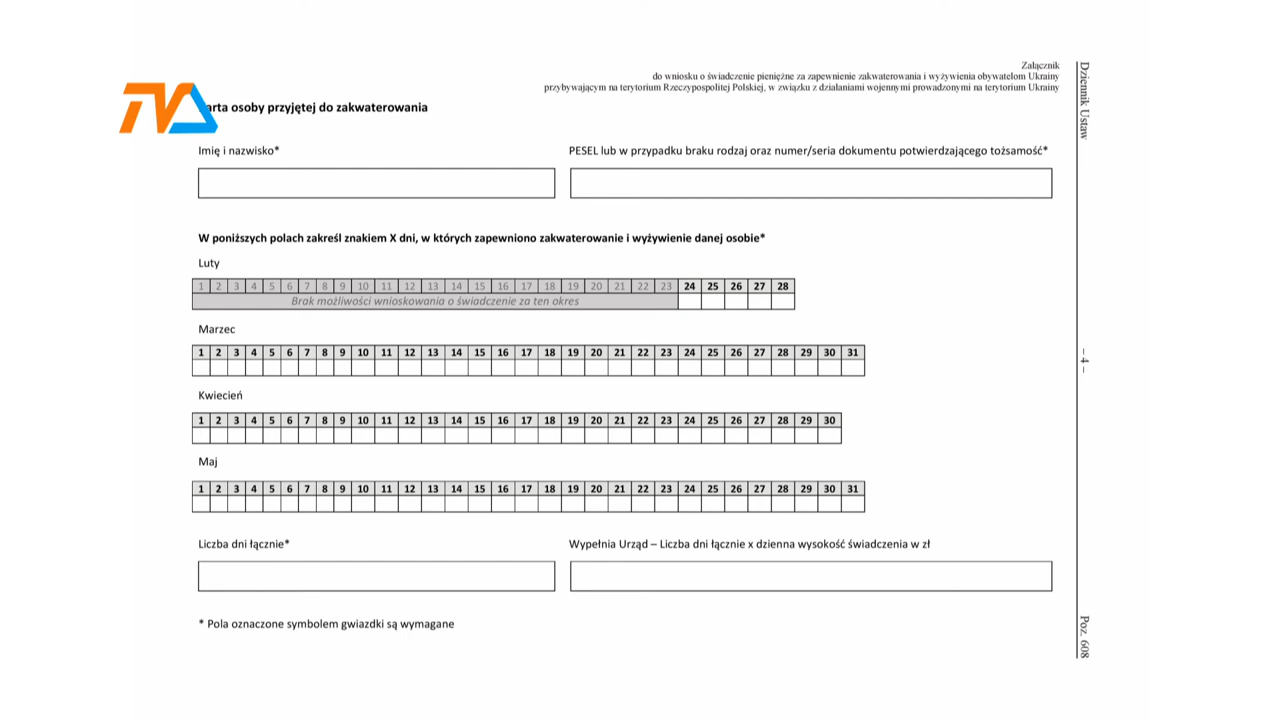 Załącznik
do wniosku o świadczenie pieniężne za zapewnienie zakwaterowania i wyżywienia obywatelom Ukrainy
przybywającym na terytorium Rzeczypospolitej Polskiej, w związku z działaniami wojennymi prowadzonymi na terytorium Ukrainy
TVA
arta osoby przyjętej do zakwaterowania
Imię i nazwisko*
PESEL lub w przypadku braku rodzaj oraz numer/seria dokumentu potwierdzającego tożsamość*
W poniższych polach zakreśl znakiem X dni, w których zapewniono zakwaterowanie i wyżywienie danej osobie*
Luty
1 2 3 4 5 6 7 8 9 10 11 12 13 14 15 16 17 18 19 20 21 22 23 24 25 26 27 28
Brak możliwości wnioskowania o świadczenie za ten okres
Marzec
1 2 3 4 5 6 7 8 9 10 11 12 13 14 15 16 17 18 19 20 21 22 23 24 25 26 27 28 29 30 31
Kwiecień
1 2 3 4 5 6 7 8 9 10 11 12 13 14 15 16 17 18 19 20 21 22 23 24 25 26 27 28 29 30
Maj
1 2 3 4 5 6 7 8 9 10 11 12 13 14 15 16 17 18 19 20 21 22 23 24 25 26 27 28 29 30 31
Liczba dni łącznie*
Wypełnia Urząd – Liczba dni łącznie x dzienna wysokość świadczenia w zł
* Pola oznaczone symbolem gwiazdki są wymagane
Dziennik Ustaw
– 4 –
Poz. 608